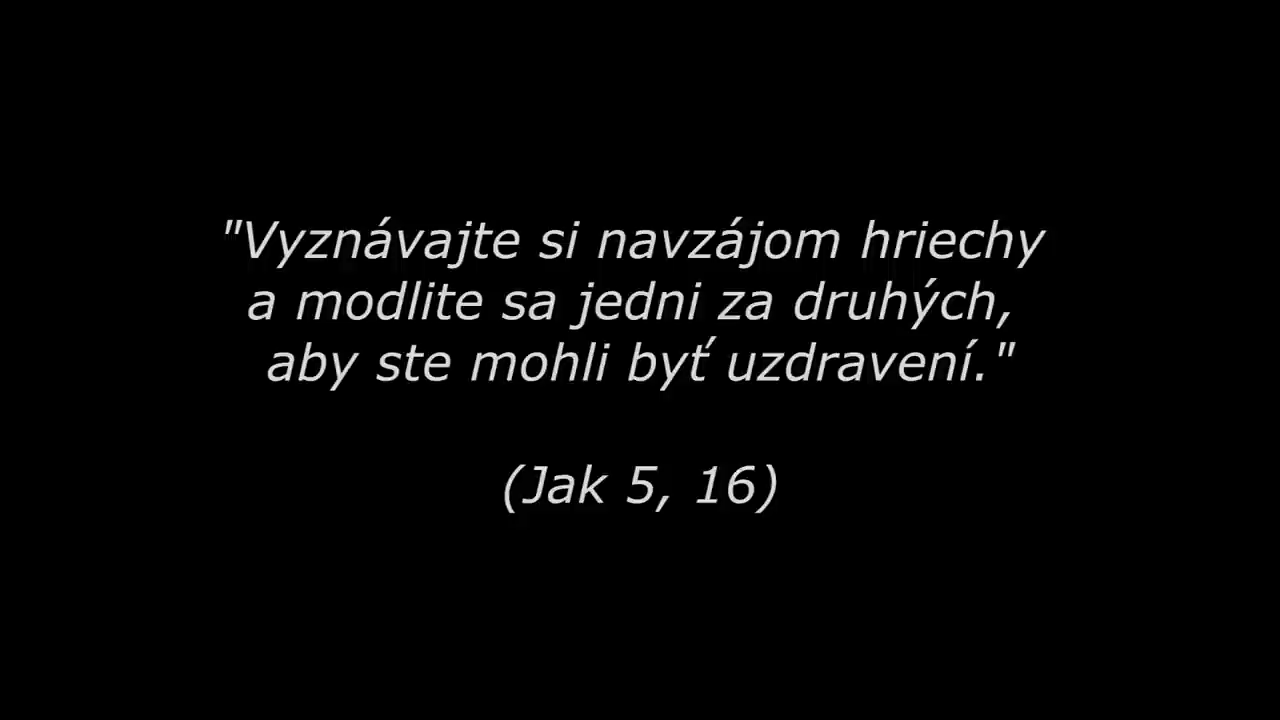 "Vyznávajte si navzájom hriechy
a modlite sa jedni za druhých,
aby ste mohli byť uzdravení."
(Jak 5, 16)